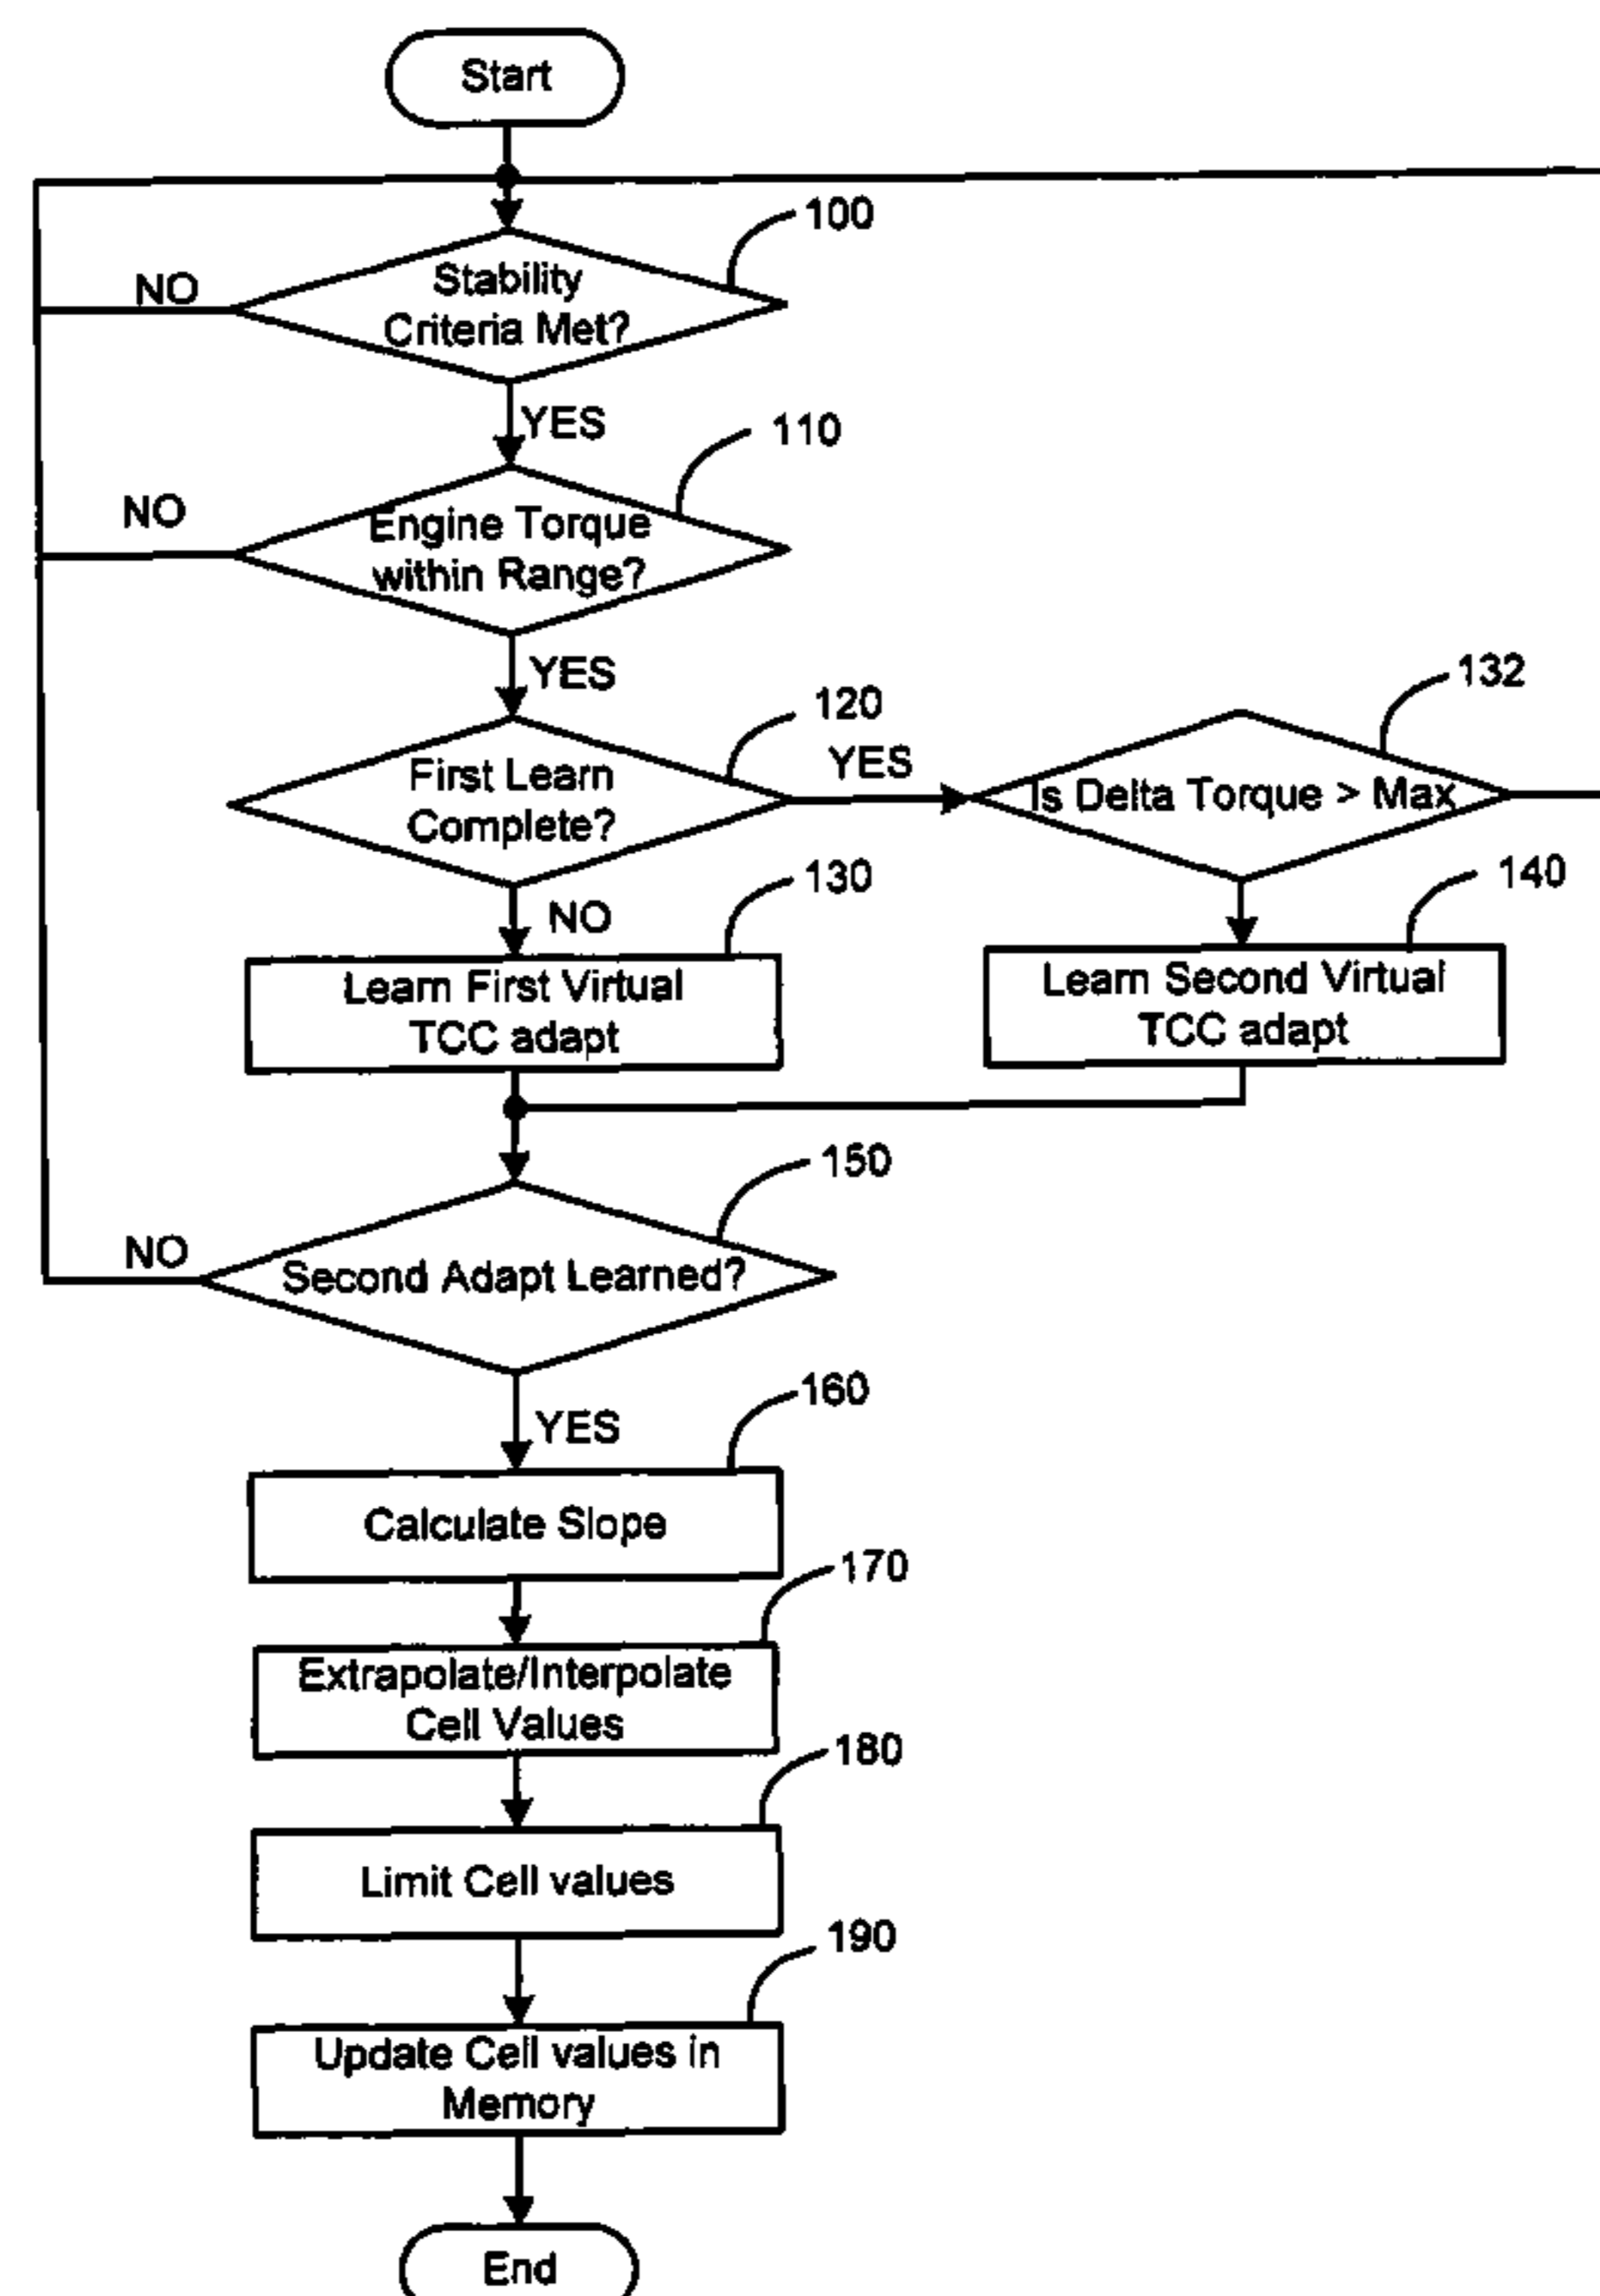 Start
100
Stability
Criteria Met?
NO
YES
110
Engine Torque
within Range?
NO
YES
120
First Learn
Complete?
YES
132
Is Delta Torque > Max
NO
130
Learn First Virtual
TCC adapt
140
Learn Second Virtual
TCC adapt
150
Second Adapt Learned?
NO
YES
160
Calculate Slope
170
Extrapolate/Interpolate
Cell Values
180
Limit Cell values
190
Update Cell values in
Memory
End